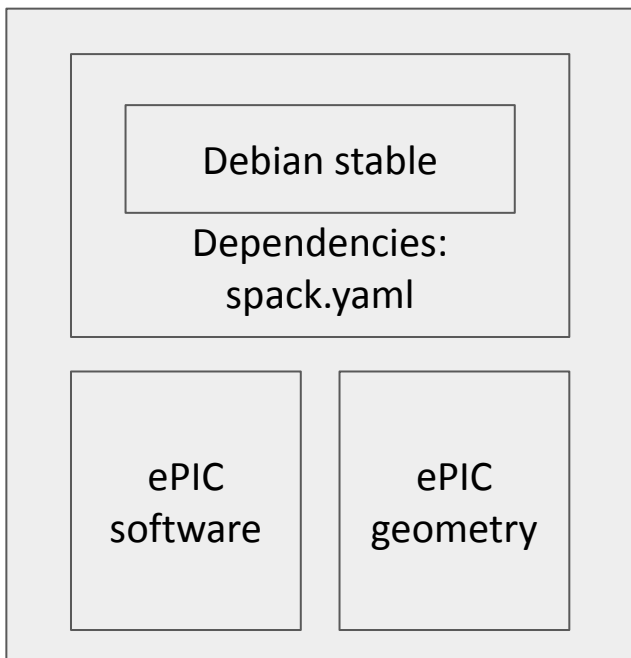 Debian stable
Dependencies:
spack.yaml
ePIC
software
ePIC
geometry